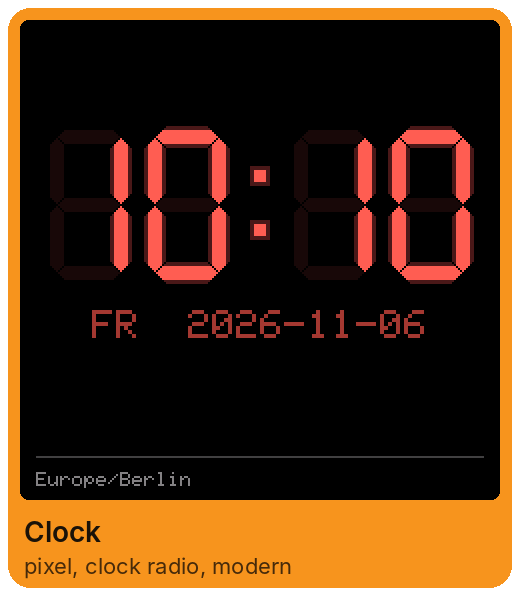 10:10
FR 2026-11-06
Europe/Berlin
Clock
pixel, clock radio, modern